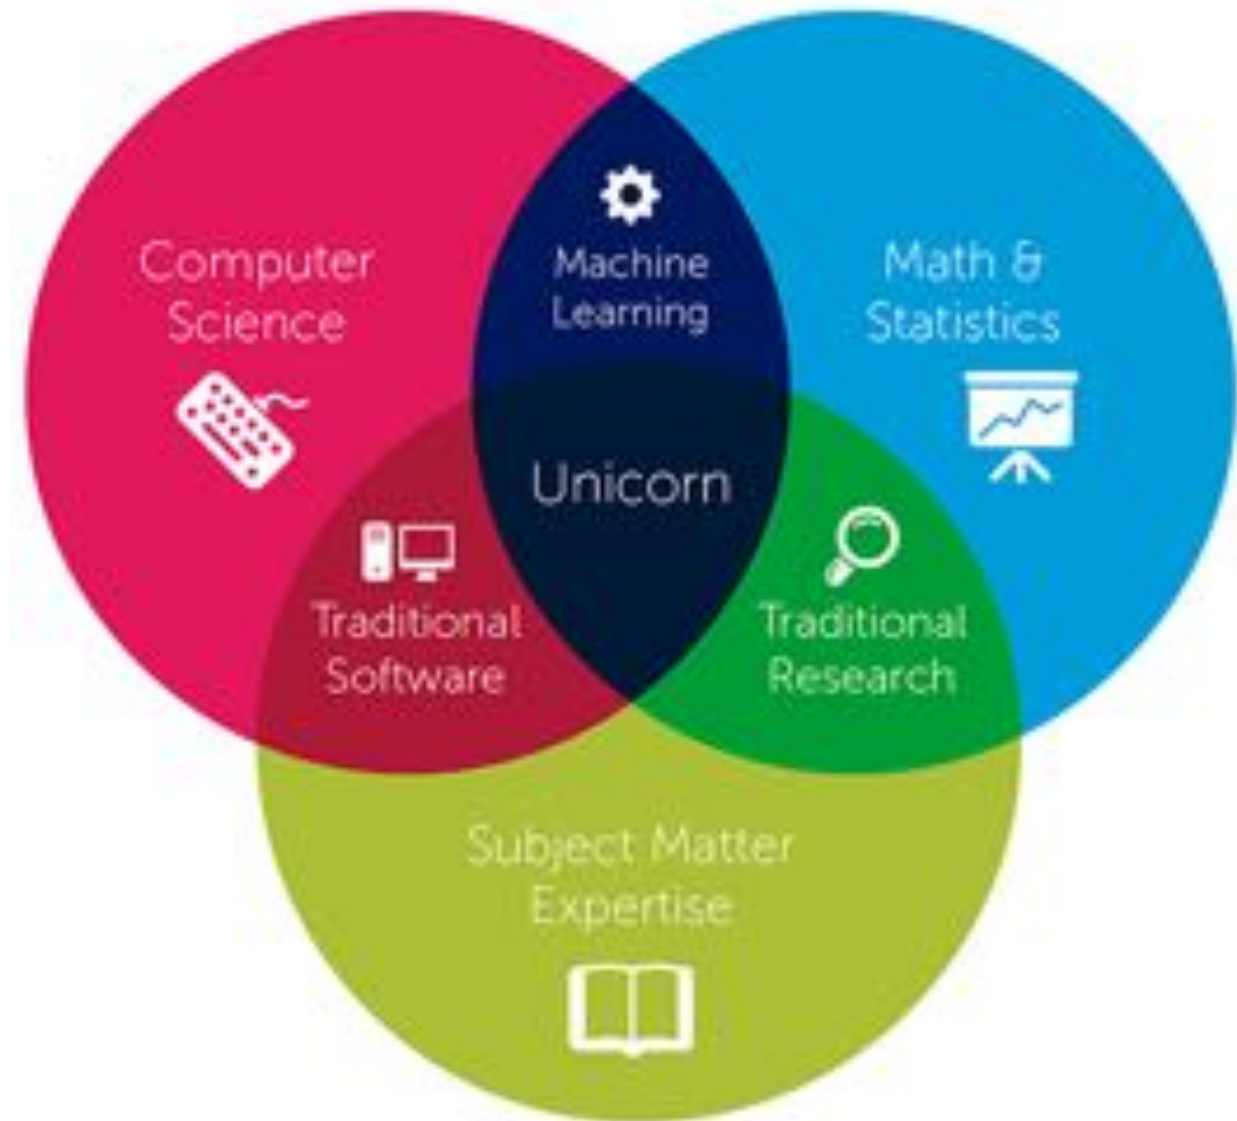 Computer
Science
Machine
Learning
Math &
Statistics
Unicorn
Traditional
Software
Traditional
Research
Subject Matter
Expertise